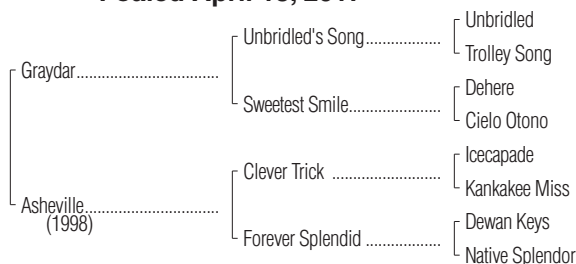 Unbridled
Unbridled's Song
Trolley Song
Graydar
Dehere
Sweetest Smile
Cielo Otono
Icecapade
Clever Trick
Kankakee Miss
Asheville
(1998)
Dewan Keys
Forever Splendid
Native Splendor